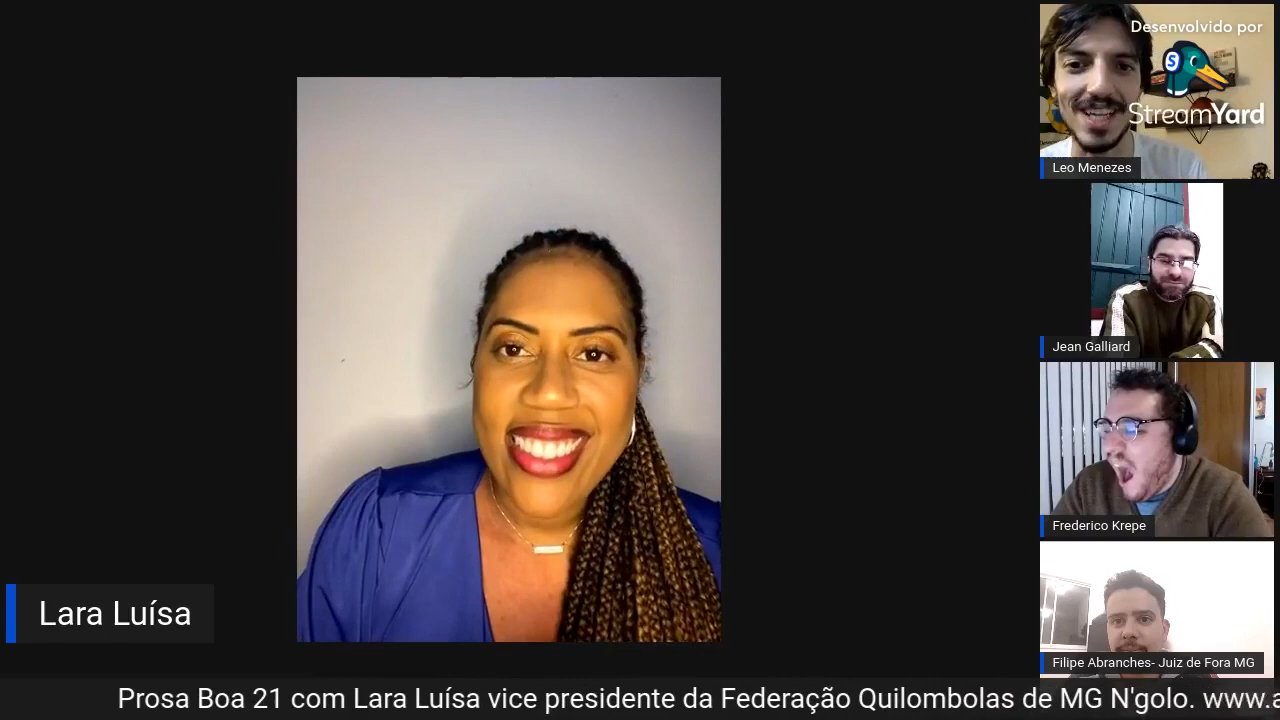 Desenvolvido por
S
StreamYard
Leo Menezes
Jean Galliard
Frederico Krepe
Filipe Abranches- Juiz de Fora MG
Lara Luísa
Prosa Boa 21 com Lara Luísa vice presidente da Federação Quilombolas de MG N'golo. www.a